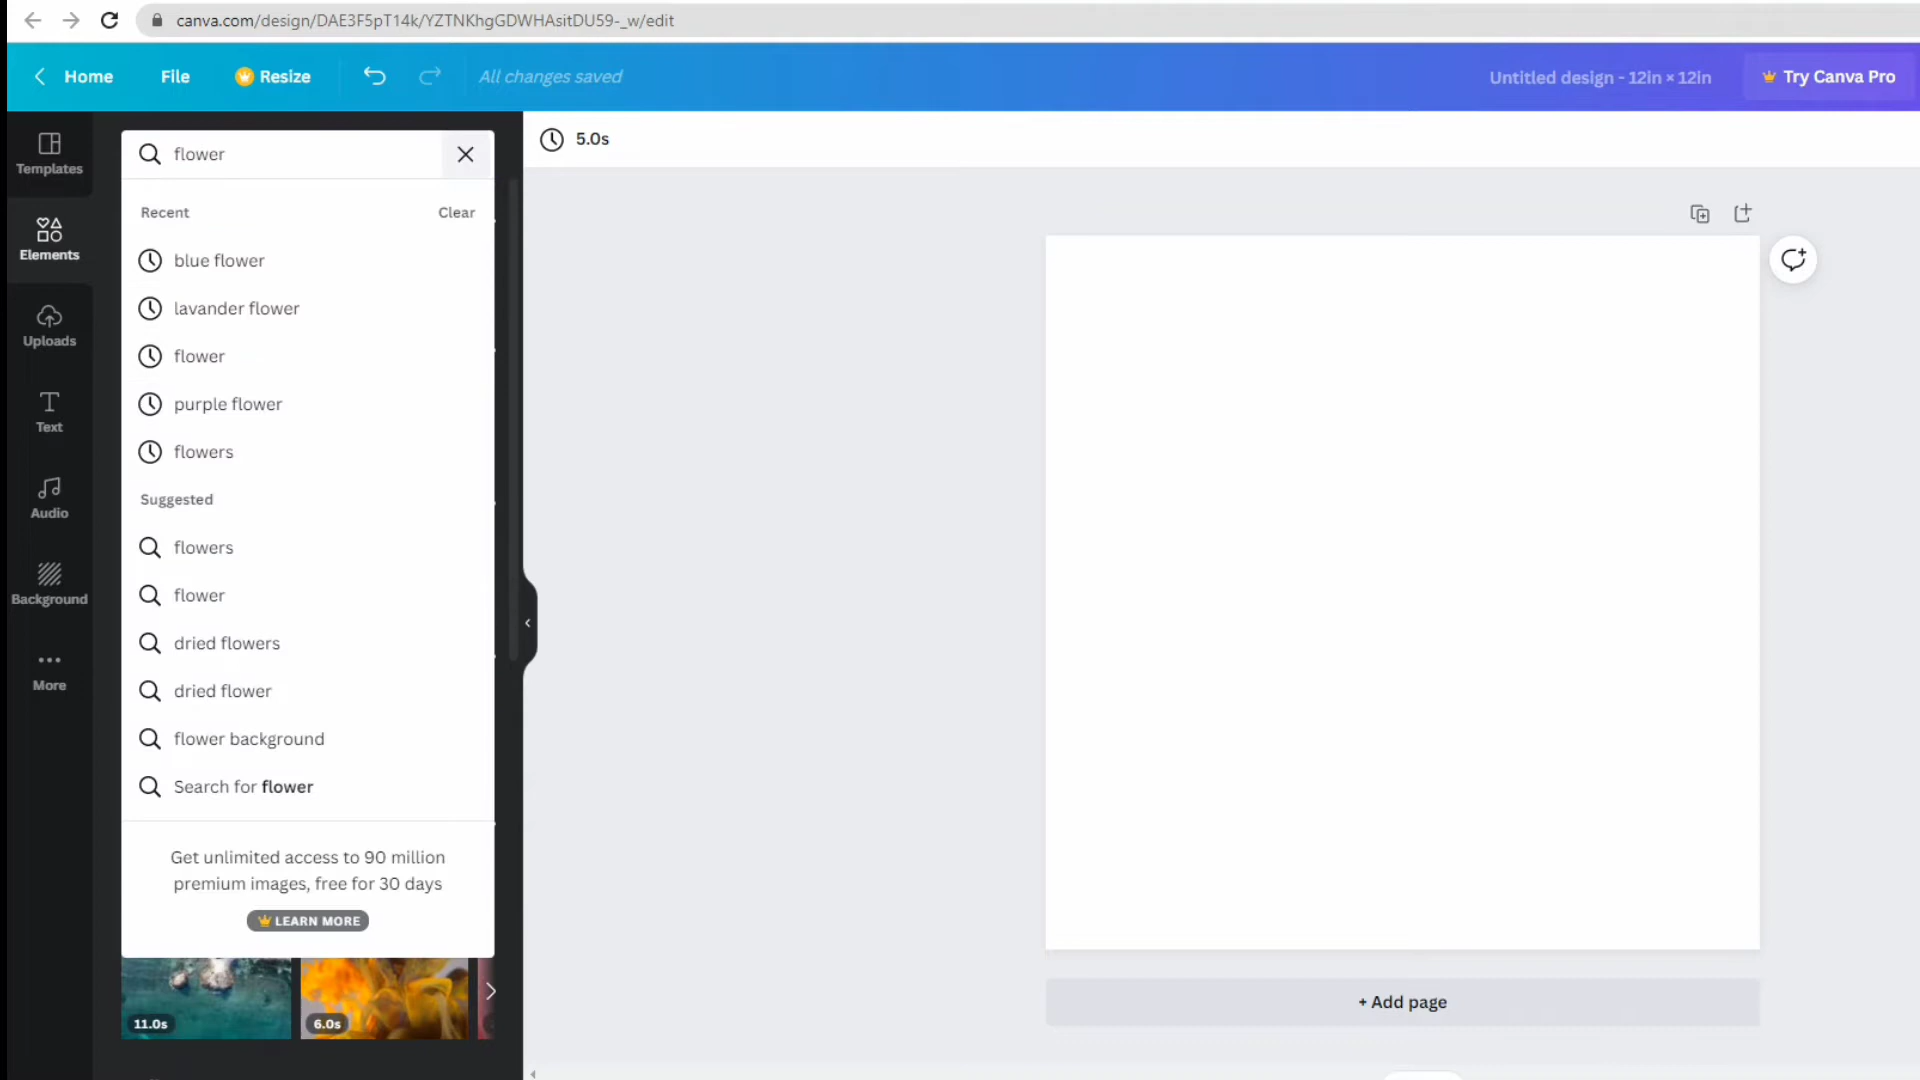 canva.com/design/DAE3F5pT14k/YZTNKhgGDWHAsitDU59-_w/edit
Home File Resize All changes saved Untitled design - 12in × 12in Try Canva Pro
Templates
Elements
Uploads
Text
Audio
Background
More
flower
Recent Clear
blue flower
lavander flower
flower
purple flower
flowers
Suggested
flowers
flower
dried flowers
dried flower
flower background
Search for flower
Get unlimited access to 90 million
premium images, free for 30 days
LEARN MORE
11.0s 6.0s
5.0s
+ Add page